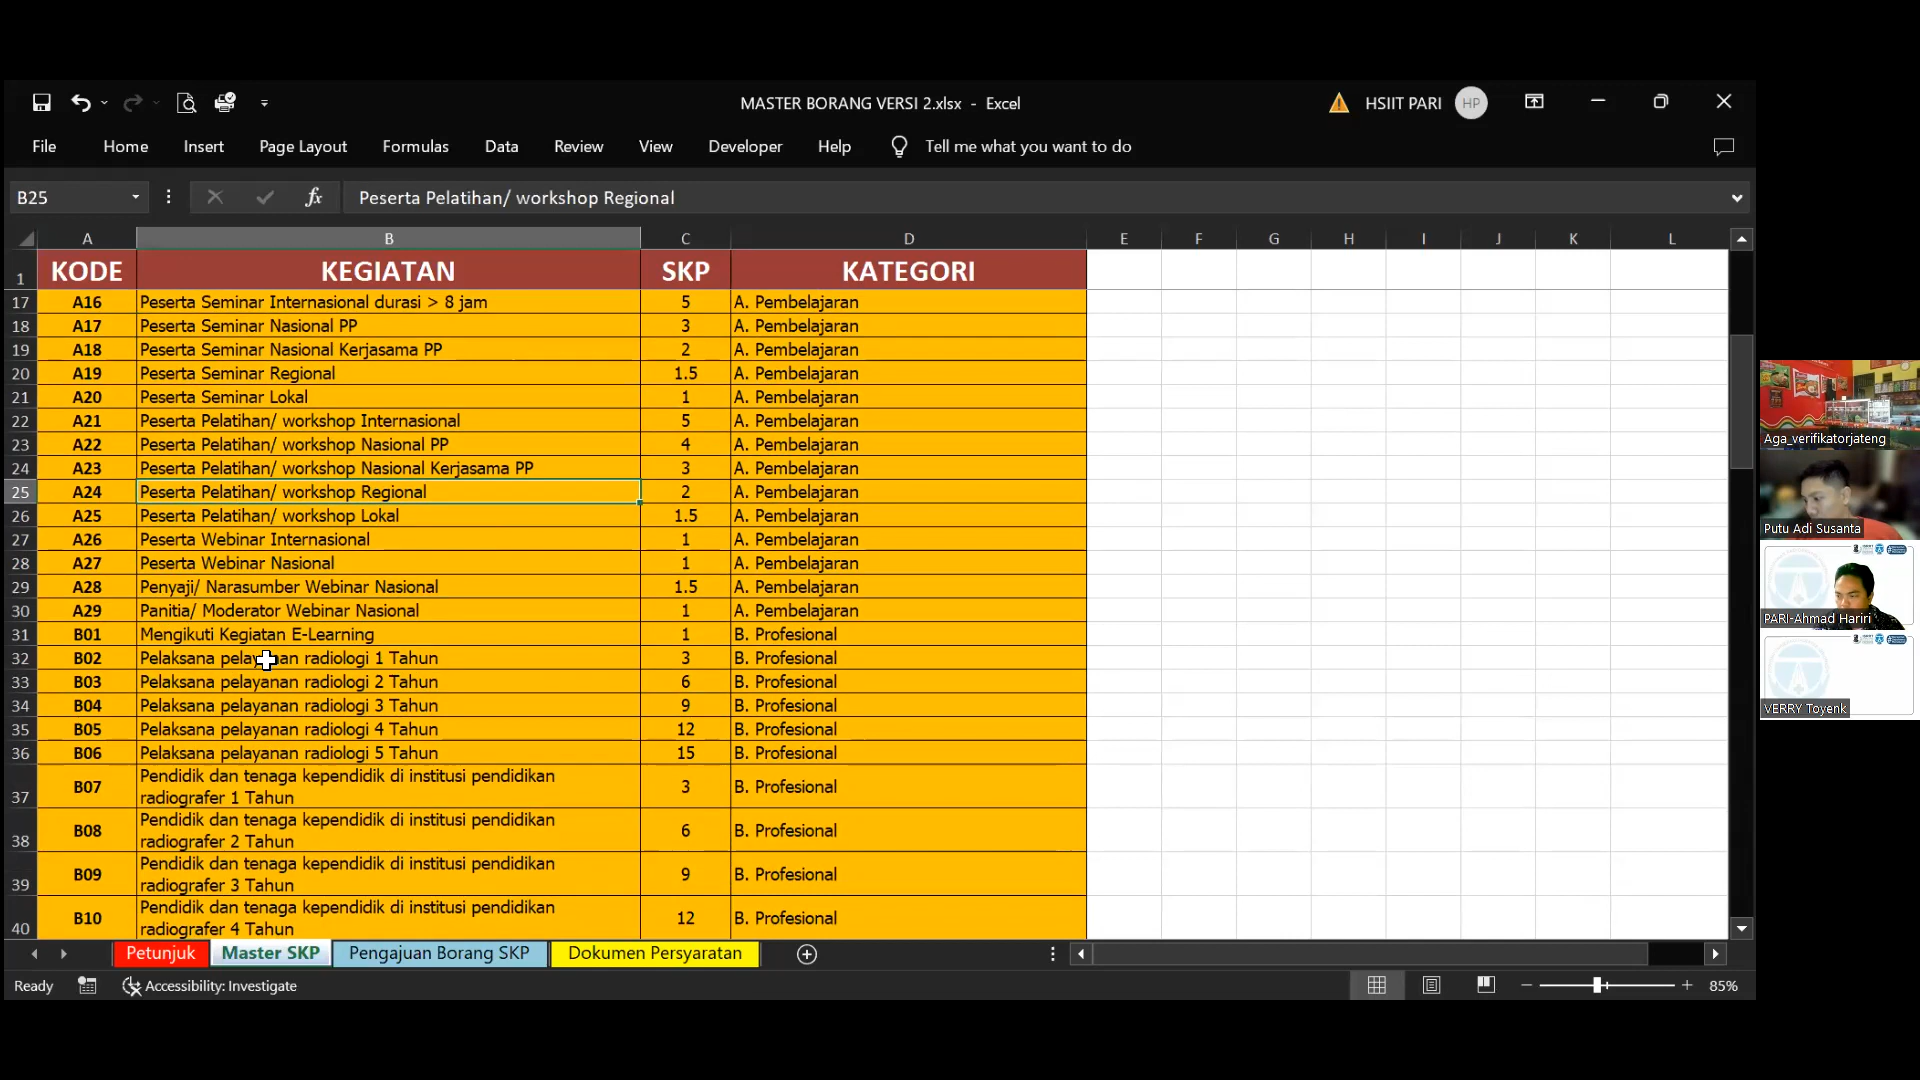 MASTER BORANG VERSI 2.xlsx - Excel
HSIIT PARI HP
File Home Insert Page Layout Formulas Data Review View Developer Help Tell me what you want to do
B25 fx Peserta Pelatihan/ workshop Regional
A B C D E F G H I J K L
1 KODE KEGIATAN SKP KATEGORI
17 A16 Peserta Seminar Internasional durasi > 8 jam 5 A. Pembelajaran
18 A17 Peserta Seminar Nasional PP 3 A. Pembelajaran
19 A18 Peserta Seminar Nasional Kerjasama PP 2 A. Pembelajaran
20 A19 Peserta Seminar Regional 1.5 A. Pembelajaran
21 A20 Peserta Seminar Lokal 1 A. Pembelajaran
22 A21 Peserta Pelatihan/ workshop Internasional 5 A. Pembelajaran
23 A22 Peserta Pelatihan/ workshop Nasional PP 4 A. Pembelajaran
24 A23 Peserta Pelatihan/ workshop Nasional Kerjasama PP 3 A. Pembelajaran
25 A24 Peserta Pelatihan/ workshop Regional 2 A. Pembelajaran
26 A25 Peserta Pelatihan/ workshop Lokal 1.5 A. Pembelajaran
27 A26 Peserta Webinar Internasional 1 A. Pembelajaran
28 A27 Peserta Webinar Nasional 1 A. Pembelajaran
29 A28 Penyaji/ Narasumber Webinar Nasional 1.5 A. Pembelajaran
30 A29 Panitia/ Moderator Webinar Nasional 1 A. Pembelajaran
31 B01 Mengikuti Kegiatan E-Learning 1 B. Profesional
32 B02 Pelaksana pelayanan radiologi 1 Tahun 3 B. Profesional
33 B03 Pelaksana pelayanan radiologi 2 Tahun 6 B. Profesional
34 B04 Pelaksana pelayanan radiologi 3 Tahun 9 B. Profesional
35 B05 Pelaksana pelayanan radiologi 4 Tahun 12 B. Profesional
36 B06 Pelaksana pelayanan radiologi 5 Tahun 15 B. Profesional
37 B07 Pendidik dan tenaga kependidik di institusi pendidikan
radiografer 1 Tahun 3 B. Profesional
38 B08 Pendidik dan tenaga kependidik di institusi pendidikan
radiografer 2 Tahun 6 B. Profesional
39 B09 Pendidik dan tenaga kependidik di institusi pendidikan
radiografer 3 Tahun 9 B. Profesional
40 B10 Pendidik dan tenaga kependidik di institusi pendidikan
radiografer 4 Tahun 12 B. Profesional
Petunjuk Master SKP Pengajuan Borang SKP Dokumen Persyaratan
Ready Accessibility: Investigate 85%
Aga_verifikatorjateng
Putu Adi Susanta
PARI-Ahmad Hariri
VERRY Toyenk